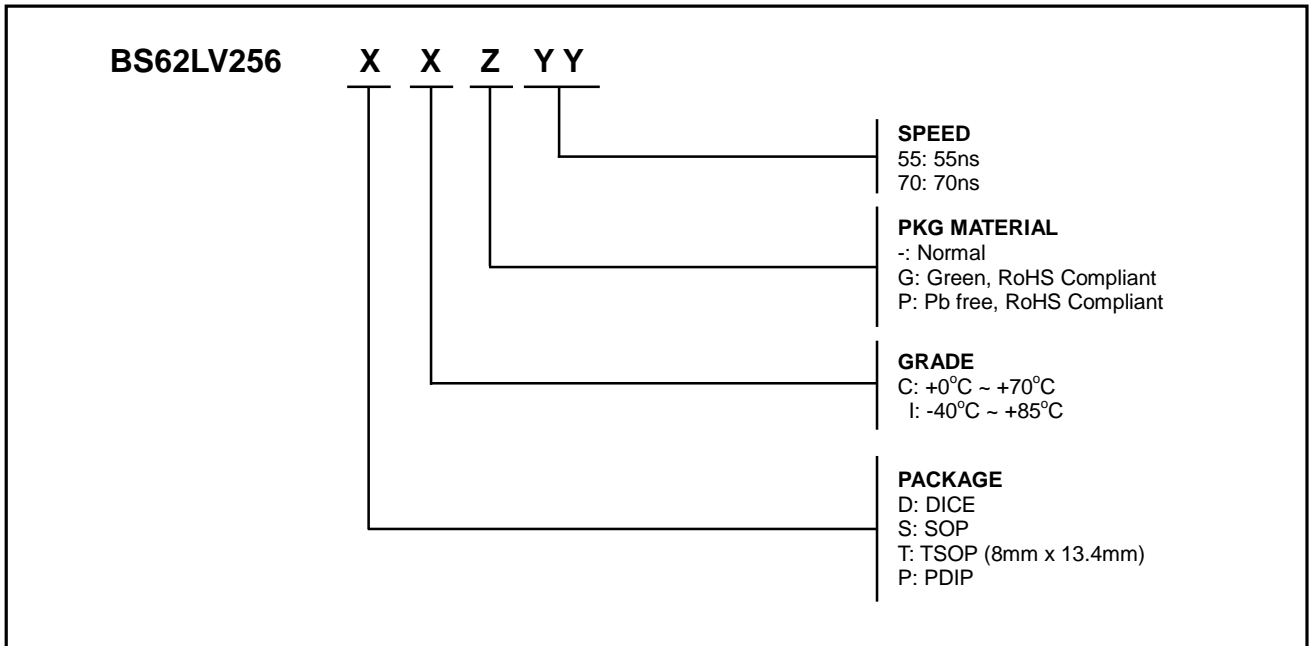 BS62LV256 X X Z Y Y
SPEED
55: 55ns
70: 70ns
PKG MATERIAL
-: Normal
G: Green, RoHS Compliant
P: Pb free, RoHS Compliant
GRADE
C: +0°C ~ +70°C
I: -40°C ~ +85°C
PACKAGE
D: DICE
S: SOP
T: TSOP (8mm x 13.4mm)
P: PDIP